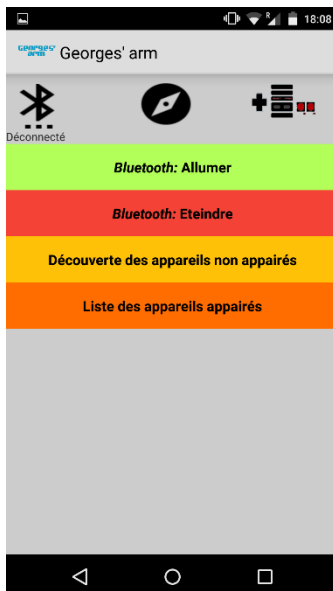 R
18:08
Georges'
arm
Georges' arm
Déconnecté
Bluetooth: Allumer
Bluetooth: Eteindre
Découverte des appareils non appairés
Liste des appareils appairés